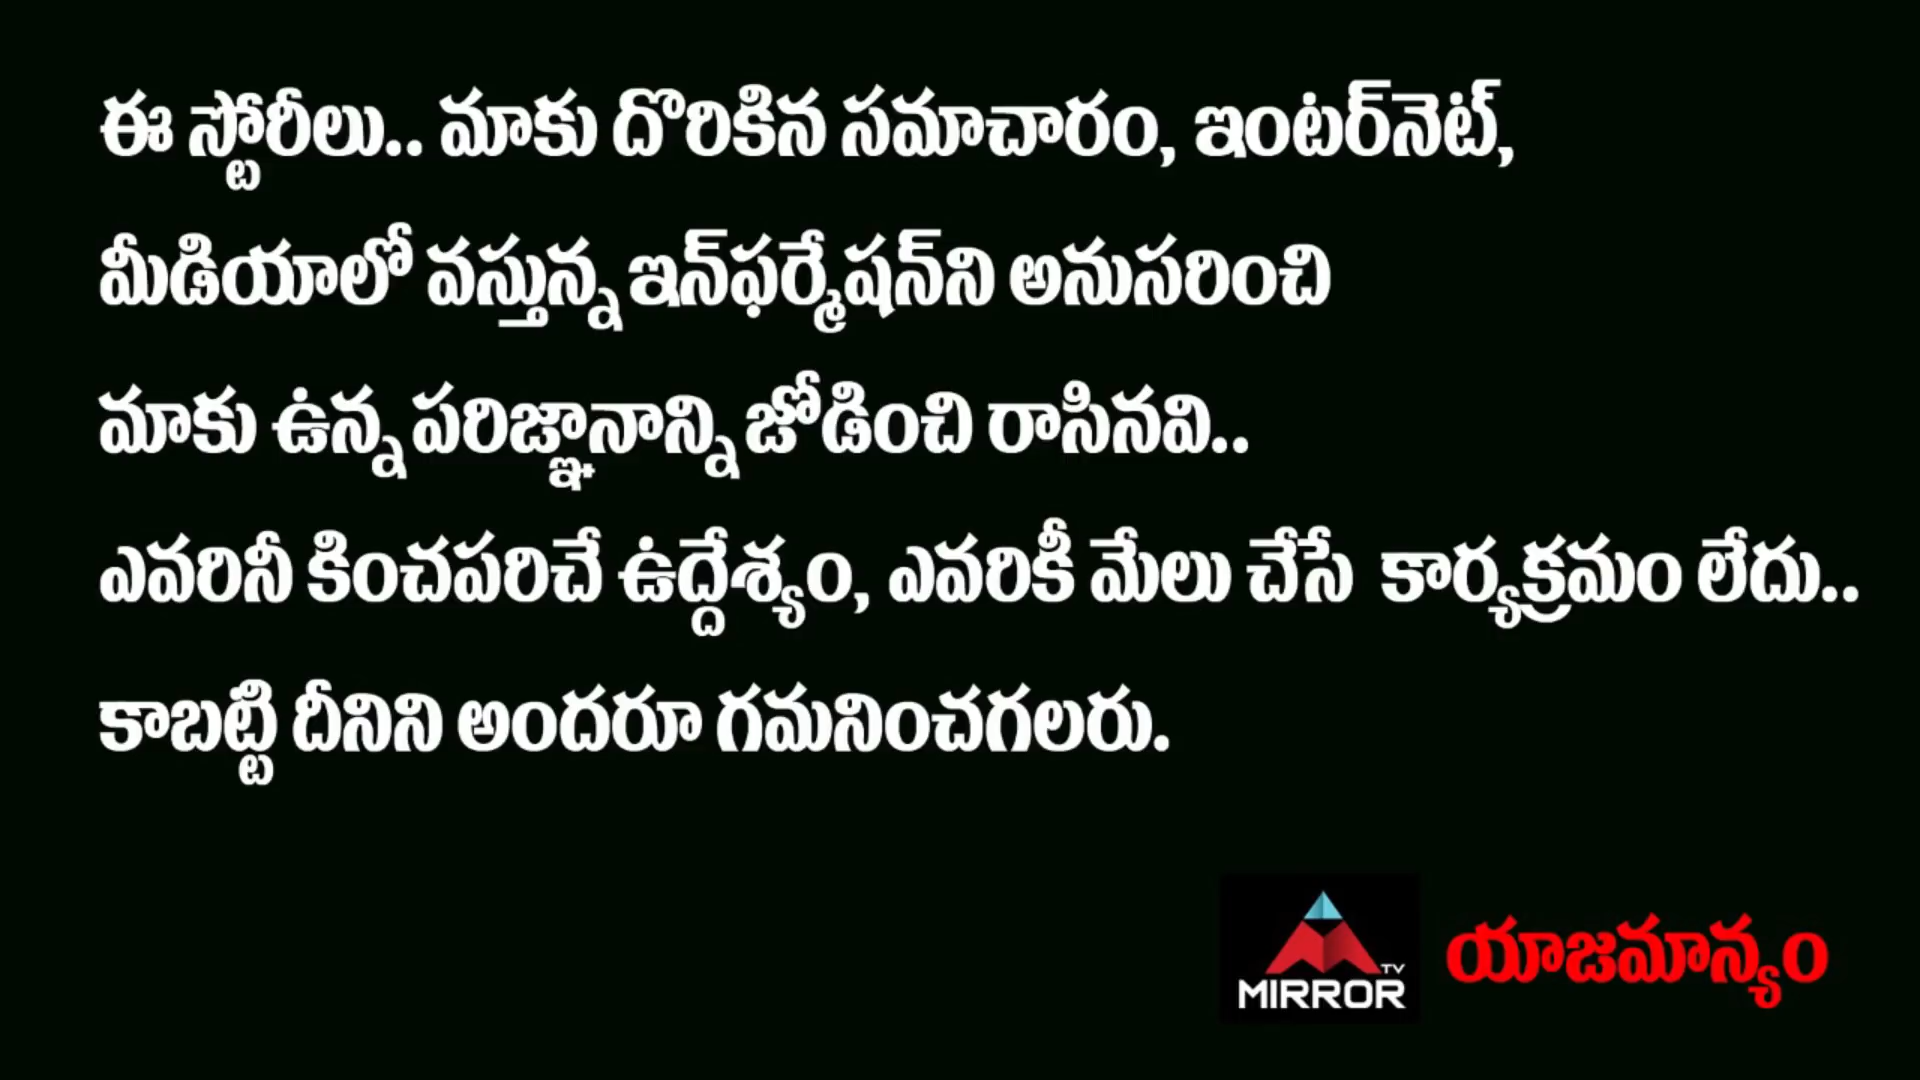 ఈ స్టోరీలు.. మాకు దొరికిన సమాచారం, ఇంటర్‌నెట్,
మీడియాలో వస్తున్న ఇన్‌ఫర్మేషన్‌ని అనుసరించి
మాకు ఉన్న పరిజ్ఞానాన్ని జోడించి రాసినవి..
ఎవరినీ కించపరిచే ఉద్దేశ్యం, ఎవరికీ మేలు చేసే కార్యక్రమం లేదు..
కాబట్టి దీనిని అందరూ గమనించగలరు.
TV
MIRROR
యాజమాన్యం